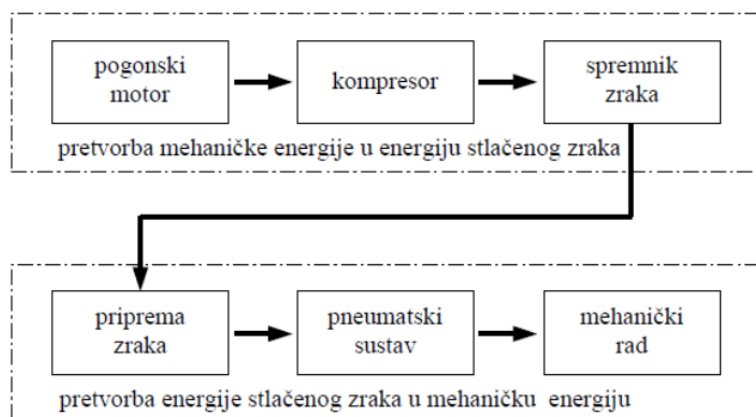 pogonski
motor
kompresor
spremnik
zraka
pretvorba mehaničke energije u energiju stlačenog zraka
priprema
zraka
pneumatski
sustav
mehanički
rad
pretvorba energije stlačenog zraka u mehaničku energiju